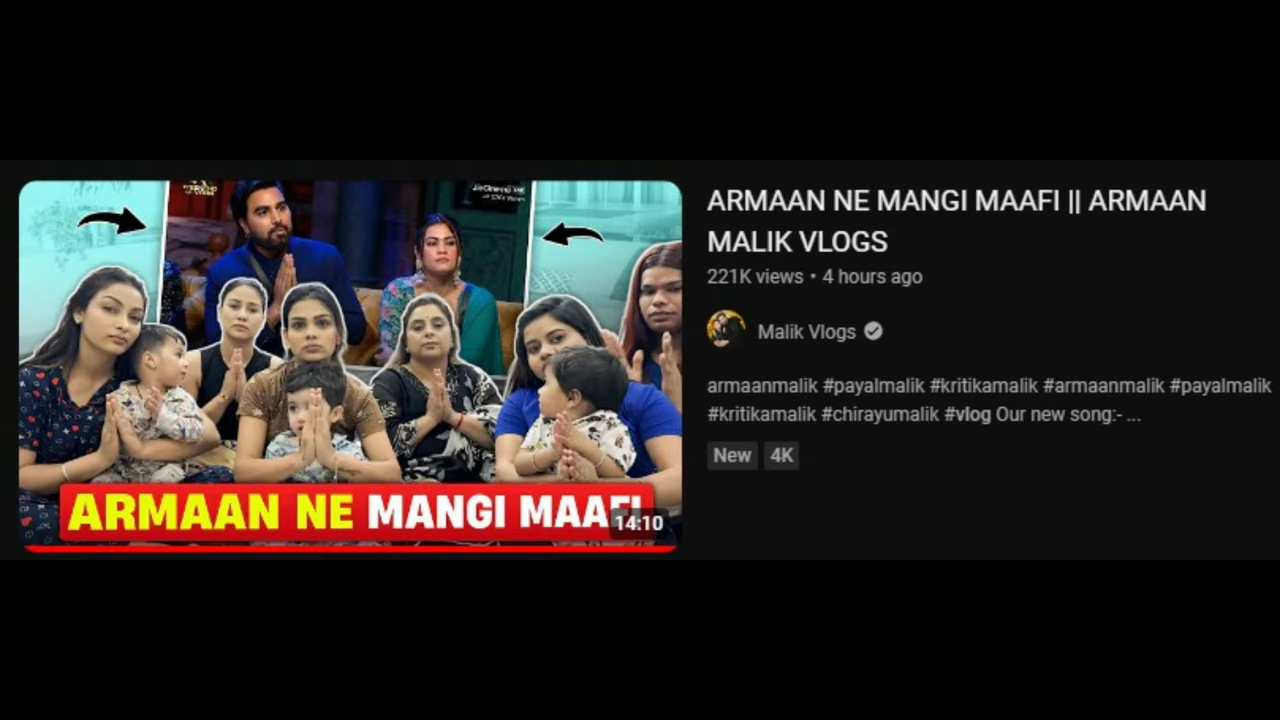 ARMAAN NE MANGI MAAFI || ARMAAN
MALIK VLOGS
221K views • 4 hours ago
Malik Vlogs
armaanmalik #payalmalik #kritikamalik #armaanmalik #payalmalik
#kritikamalik #chirayumalik #vlog Our new song:- ...
New 4K
ARMAAN NE MANGI MAAFI
14:10